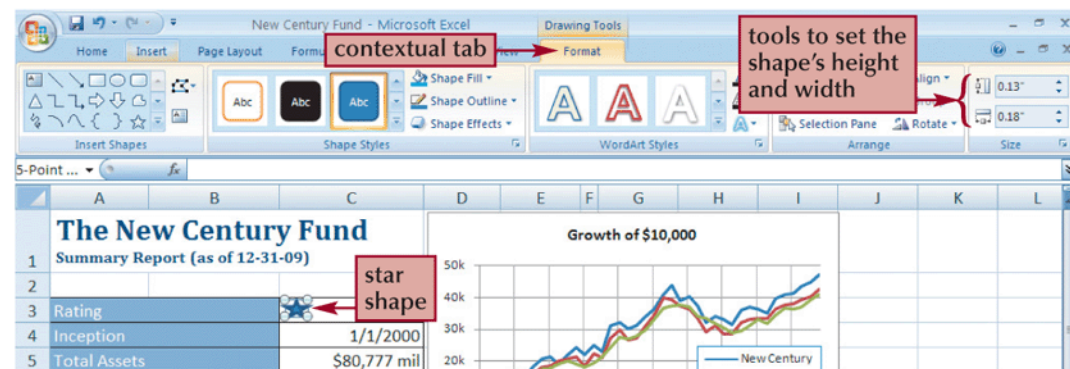 New Century Fund - Microsoft Excel
Drawing Tools
Home Insert Page Layout Format
contextual tab
tools to set the
shape's height
and width
Abc Abc Abc
Shape Fill
Shape Outline
Shape Effects
A A A
Selection Pane
Rotate
0.13"
0.18"
Insert Shapes Shape Styles WordArt Styles Arrange Size
5-Point ... fx
A B C D E F G H I J K L
1 The New Century Fund
Summary Report (as of 12-31-09)
2
3 Rating
4 Inception 1/1/2000
5 Total Assets $80,777 mil
star
shape
Growth of $10,000
50k
40k
30k
20k
New Century